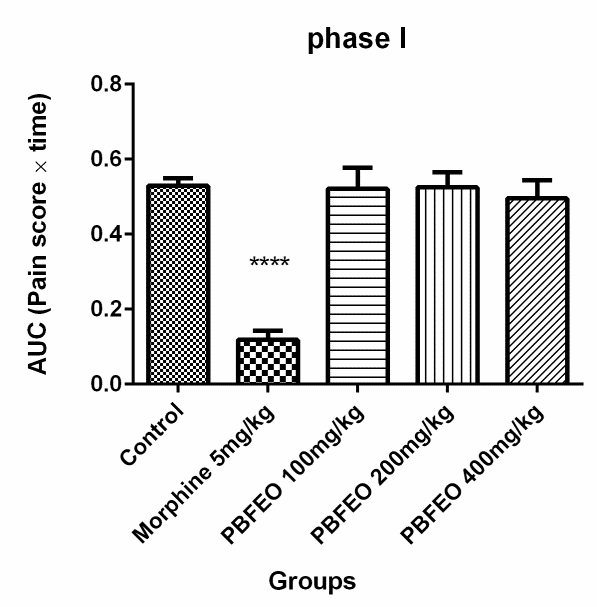 phase I
AUC (Pain score × time)
0.8
0.6
0.4
0.2
0.0
****
Control
Morphine 5mg/kg
PBFEO 100mg/kg
PBFEO 200mg/kg
PBFEO 400mg/kg
Groups